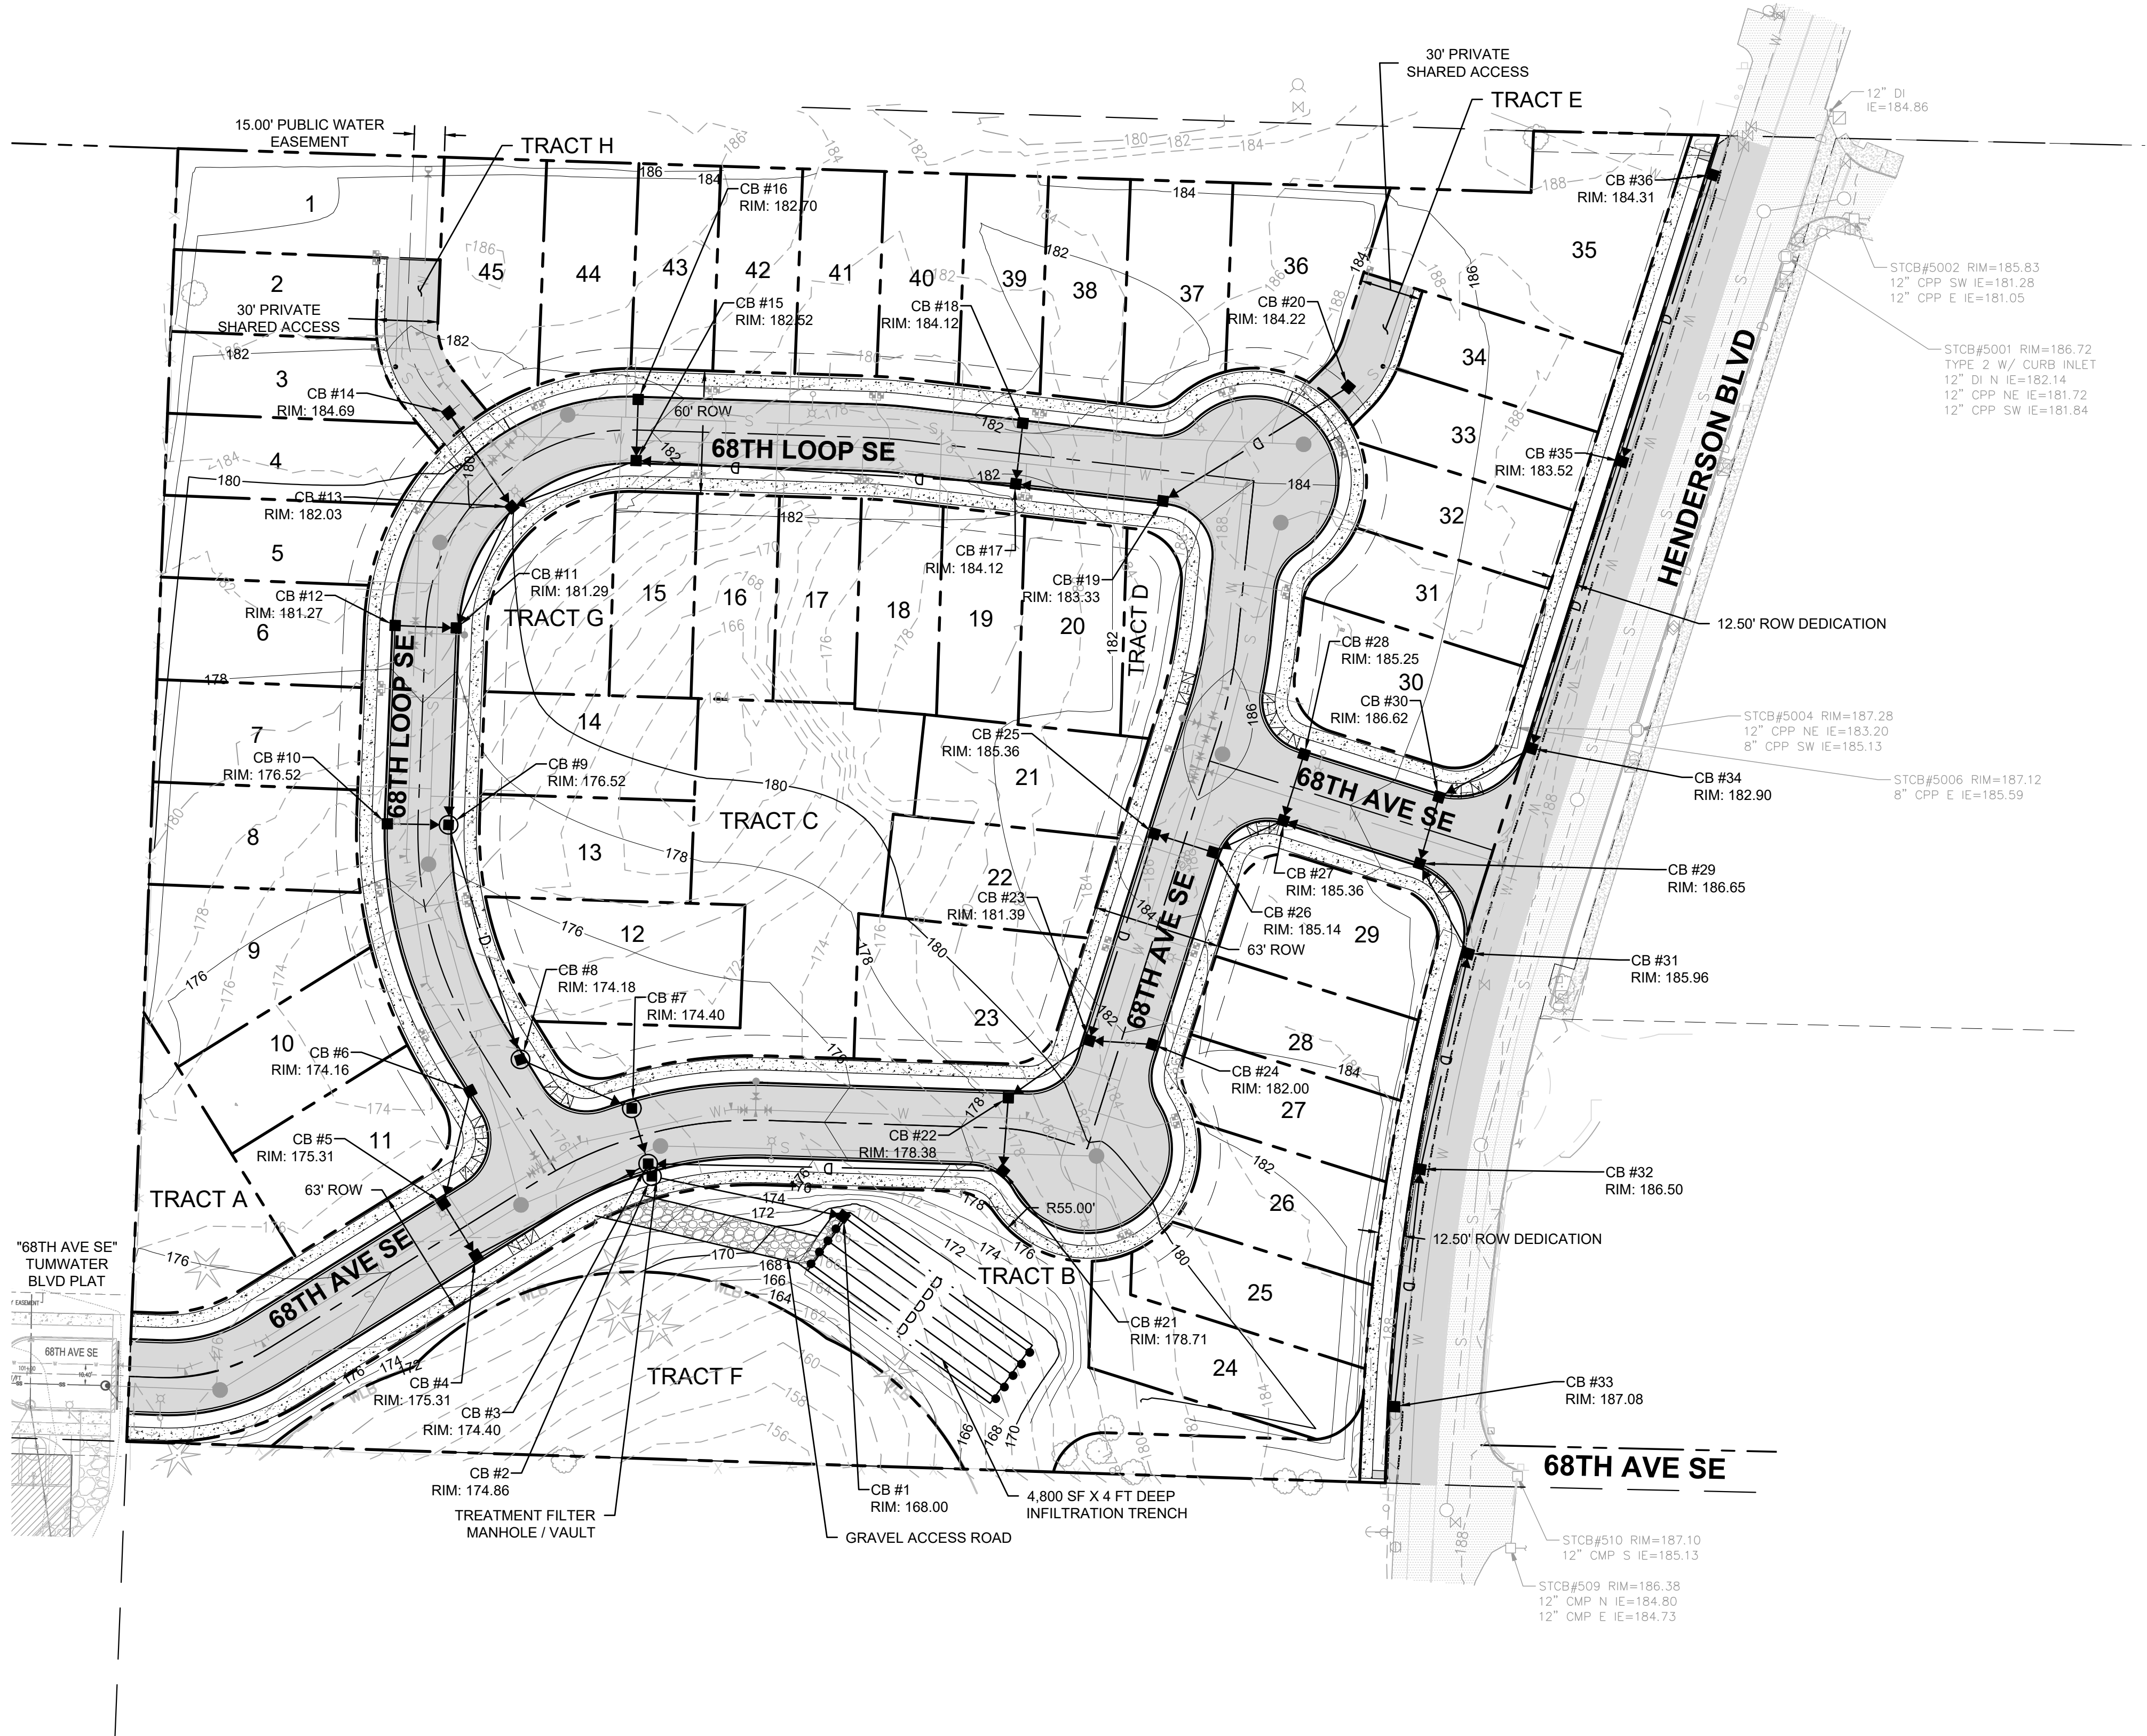 30' PRIVATE
SHARED ACCESS
TRACT E
12" DI
IE=184.86
15.00' PUBLIC WATER
EASEMENT
TRACT H
CB #16
RIM: 182.70
CB #36
RIM: 184.31
1
2
3
4
5
6
7
8
9
10
11
45
44
43
42
41
40
39
38
37
36
35
34
33
32
31
30
30' PRIVATE
SHARED ACCESS
CB #15
RIM: 182.52
CB #18
RIM: 184.12
CB #20
RIM: 184.22
STCB#5002 RIM=185.83
12" CPP SW IE=181.28
12" CPP E IE=181.05
STCB#5001 RIM=186.72
TYPE 2 W/ CURB INLET
12" DI N IE=182.14
12" CPP NE IE=181.72
12" CPP SW IE=181.84
CB #14
RIM: 184.69
60' ROW
68TH LOOP SE
HENDERSON BLVD
CB #35
RIM: 183.52
CB #13
RIM: 182.03
CB #17
RIM: 184.12
CB #19
RIM: 183.33
CB #11
RIM: 181.29
CB #12
RIM: 181.27
TRACT G
15
16
17
18
19
20
TRACT D
12.50' ROW DEDICATION
CB #28
RIM: 185.25
CB #30
RIM: 186.62
68TH LOOP SE
14
CB #10
RIM: 176.52
CB #9
RIM: 176.52
CB #25
RIM: 185.36
21
STCB#5004 RIM=187.28
12" CPP NE IE=183.20
8" CPP SW IE=185.13
CB #34
RIM: 182.90
STCB#5006 RIM=187.12
8" CPP E IE=185.59
68TH AVE SE
TRACT C
13
22
CB #23
RIM: 181.39
CB #27
RIM: 185.36
CB #29
RIM: 186.65
CB #26
RIM: 185.14
29
63' ROW
68TH AVE SE
12
CB #31
RIM: 185.96
CB #8
RIM: 174.18
CB #7
RIM: 174.40
23
28
CB #6
RIM: 174.16
CB #24
RIM: 182.00
27
CB #5
RIM: 175.31
CB #22
RIM: 178.38
CB #32
RIM: 186.50
63' ROW
TRACT A
26
R55.00'
12.50' ROW DEDICATION
"68TH AVE SE"
TUMWATER
BLVD PLAT
EASEMENT
68TH AVE SE
68TH AVE SE
TRACT B
25
CB #21
RIM: 178.71
TRACT F
24
CB #4
RIM: 175.31
CB #33
RIM: 187.08
CB #3
RIM: 174.40
CB #2
RIM: 174.86
CB #1
RIM: 168.00
4,800 SF X 4 FT DEEP
INFILTRATION TRENCH
68TH AVE SE
TREATMENT FILTER
MANHOLE / VAULT
GRAVEL ACCESS ROAD
STCB#510 RIM=187.10
12" CMP S IE=185.13
STCB#509 RIM=186.38
12" CMP N IE=184.80
12" CMP E IE=184.73